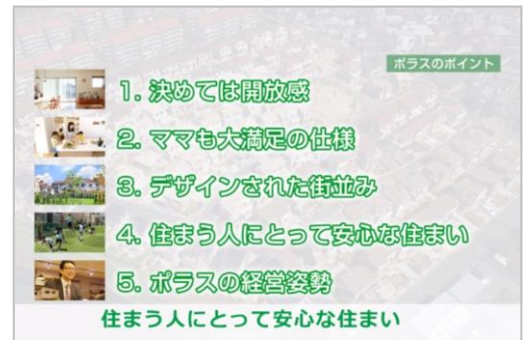 ポラスのポイント
1. 決めては開放感
2. ママも大満足の仕様
3. デザインされた街並み
4. 住まう人にとって安心な住まい
5. ポラスの経営姿勢
住まう人にとって安心な住まい